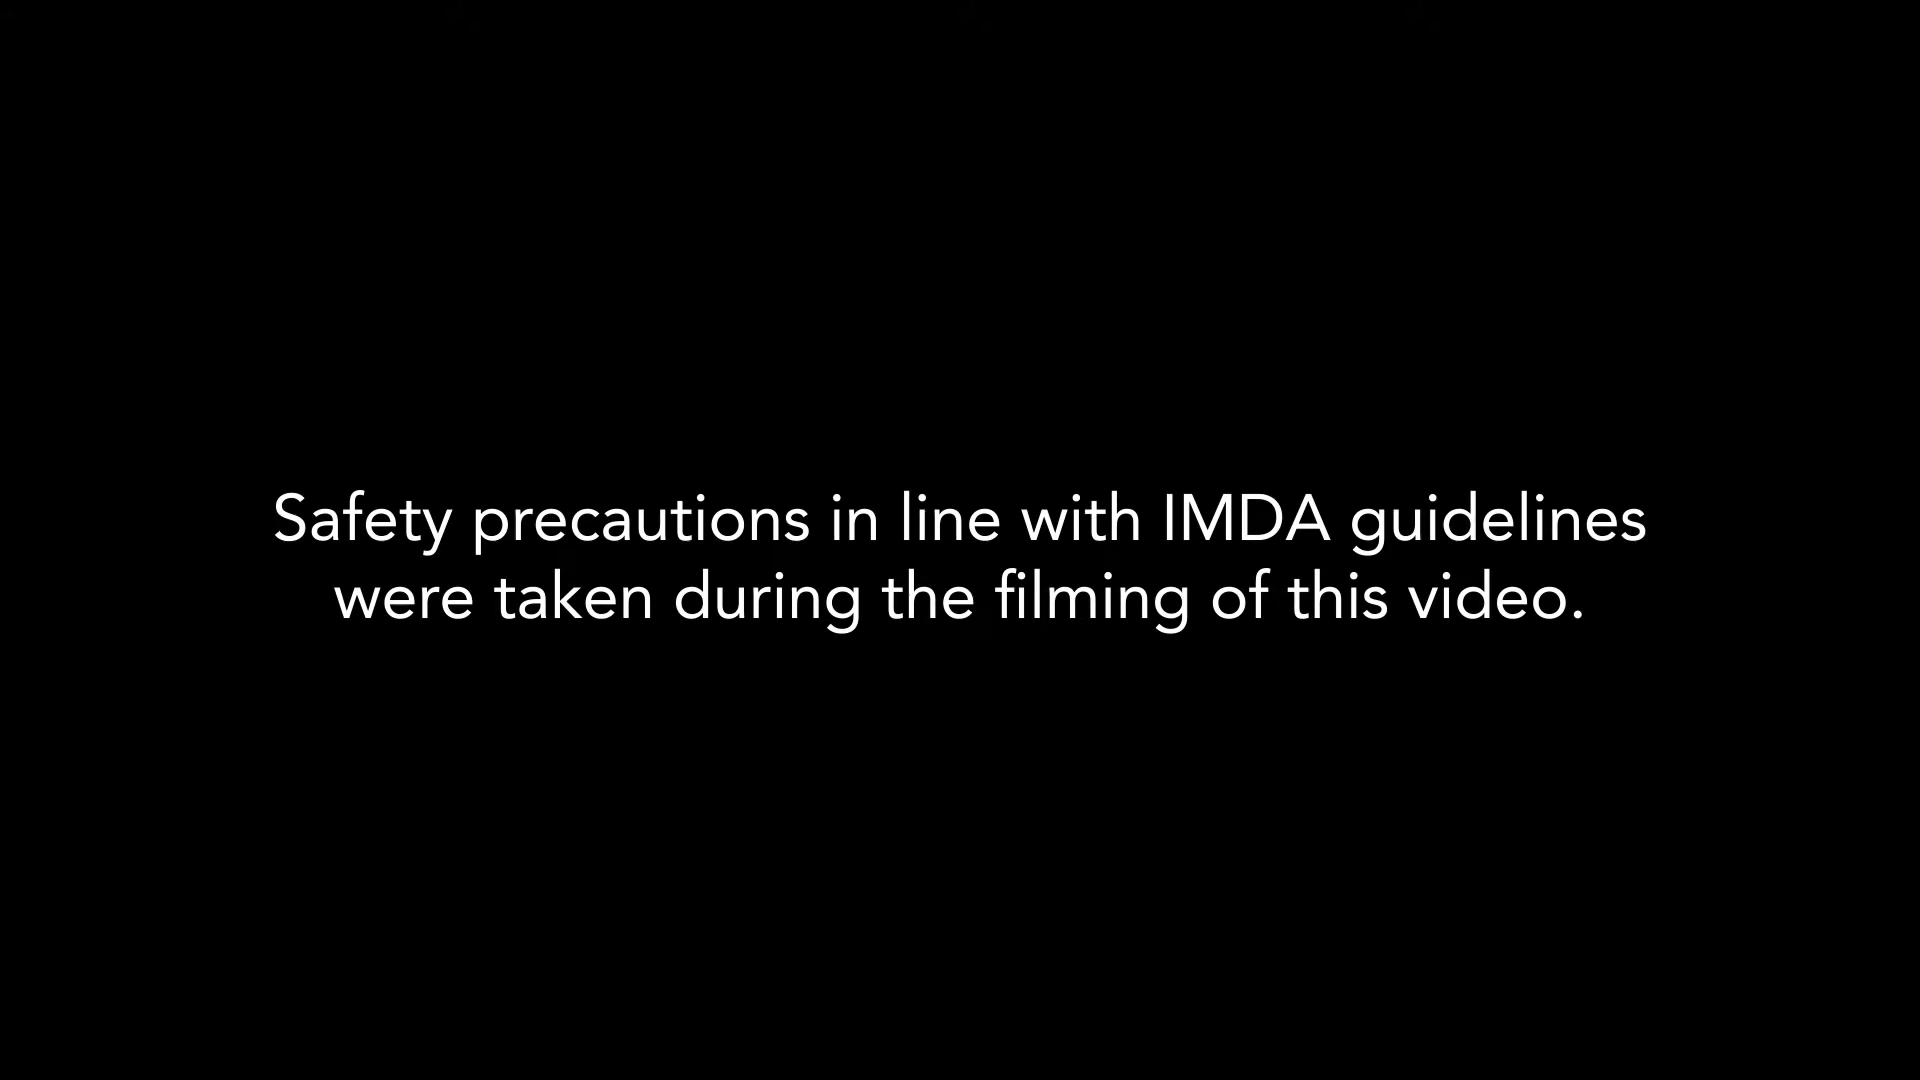 Safety precautions in line with IMDA guidelines
were taken during the filming of this video.